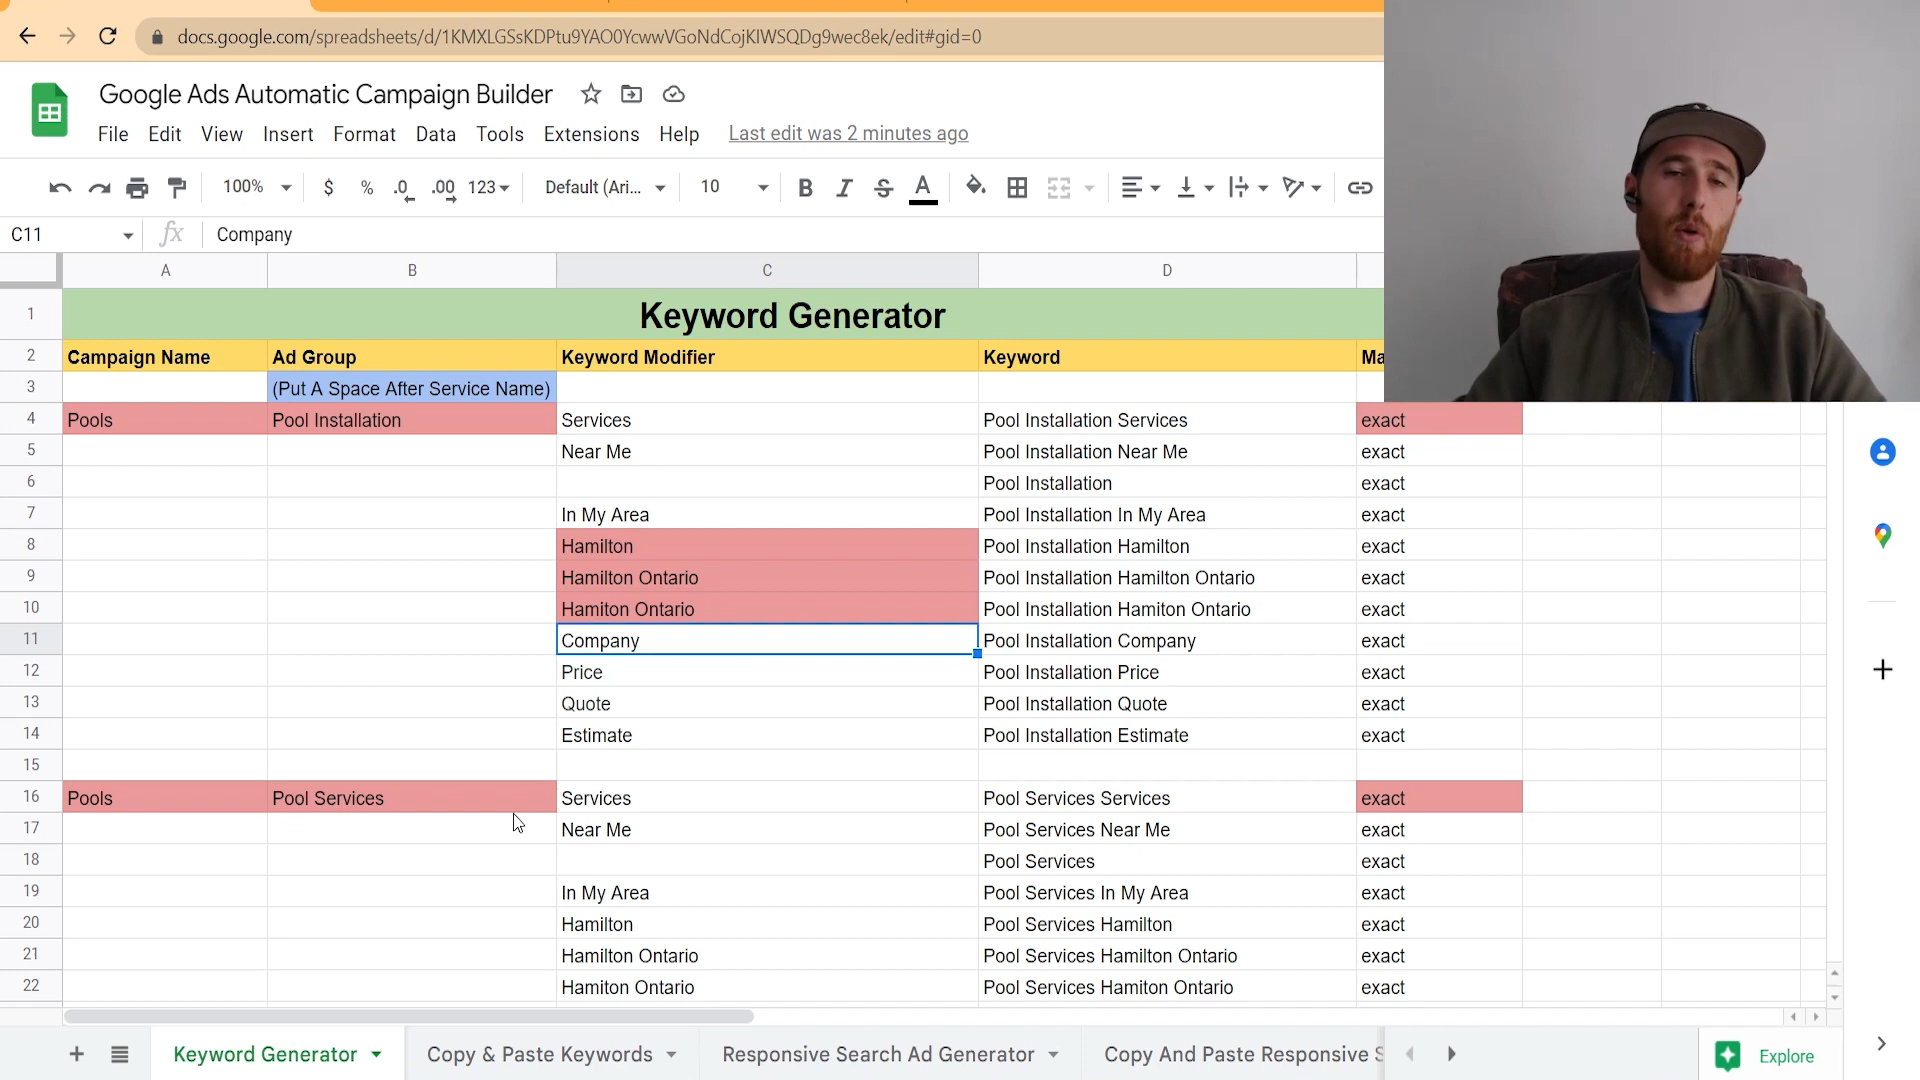 docs.google.com/spreadsheets/d/1KMXLGSsKDPtu9YAO0YcwwVGoNdCojKIWSQDg9wec8ek/edit#gid=0
Google Ads Automatic Campaign Builder
File Edit View Insert Format Data Tools Extensions Help Last edit was 2 minutes ago
100% $ % .0 .00 123 Default (Ari... 10 B I S A
C11 fx Company
A B C D
1 Keyword Generator
2 Campaign Name Ad Group Keyword Modifier Keyword Ma
3 (Put A Space After Service Name)
4 Pools Pool Installation Services Pool Installation Services exact
5 Near Me Pool Installation Near Me exact
6 Pool Installation exact
7 In My Area Pool Installation In My Area exact
8 Hamilton Pool Installation Hamilton exact
9 Hamilton Ontario Pool Installation Hamilton Ontario exact
10 Hamiton Ontario Pool Installation Hamiton Ontario exact
11 Company Pool Installation Company exact
12 Price Pool Installation Price exact
13 Quote Pool Installation Quote exact
14 Estimate Pool Installation Estimate exact
15
16 Pools Pool Services Services Pool Services Services exact
17 Near Me Pool Services Near Me exact
18 Pool Services exact
19 In My Area Pool Services In My Area exact
20 Hamilton Pool Services Hamilton exact
21 Hamilton Ontario Pool Services Hamilton Ontario exact
22 Hamiton Ontario Pool Services Hamiton Ontario exact
Keyword Generator Copy & Paste Keywords Responsive Search Ad Generator Copy And Paste Responsive S Explore